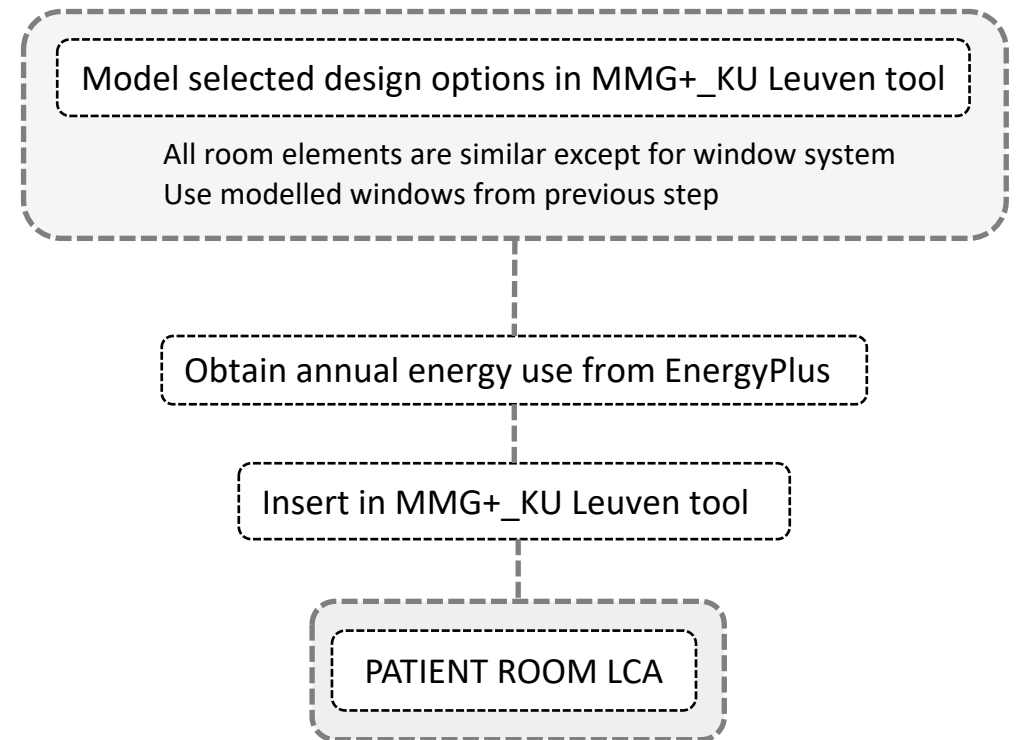 Model selected design options in MMG+_KU Leuven tool
All room elements are similar except for window system
Use modelled windows from previous step
Obtain annual energy use from EnergyPlus
Insert in MMG+_KU Leuven tool
PATIENT ROOM LCA